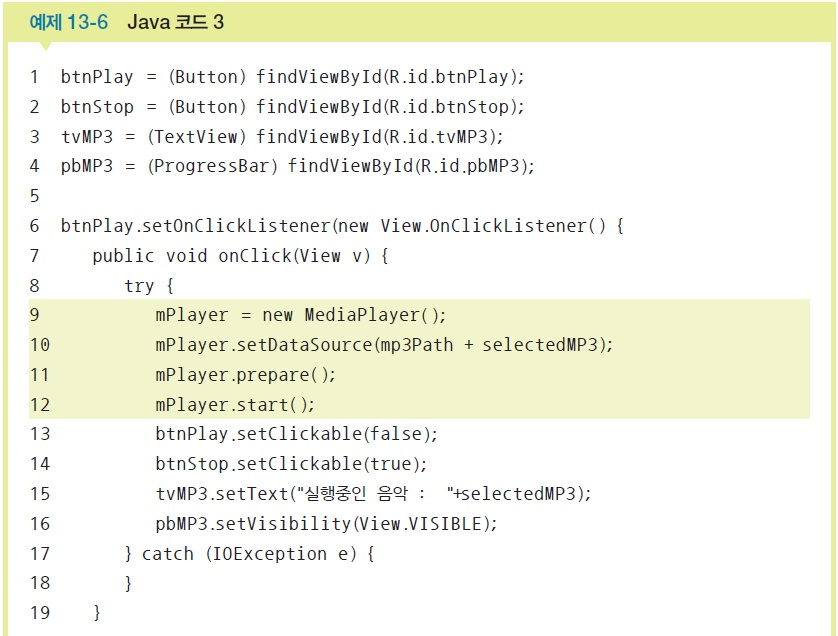 예제 13-6 Java 코드 3
1 btnPlay = (Button) findViewById(R.id.btnPlay);
2 btnStop = (Button) findViewById(R.id.btnStop);
3 tvMP3 = (TextView) findViewById(R.id.tvMP3);
4 pbMP3 = (ProgressBar) findViewById(R.id.pbMP3);
5
6 btnPlay.setOnClickListener(new View.OnClickListener() {
7 public void onClick(View v) {
8 try {
9 mPlayer = new MediaPlayer();
10 mPlayer.setDataSource(mp3Path + selectedMP3);
11 mPlayer.prepare();
12 mPlayer.start();
13 btnPlay.setClickable(false);
14 btnStop.setClickable(true);
15 tvMP3.setText("실행중인 음악 :  "+selectedMP3);
16 pbMP3.setVisibility(View.VISIBLE);
17 } catch (IOException e) {
18 }
19 }